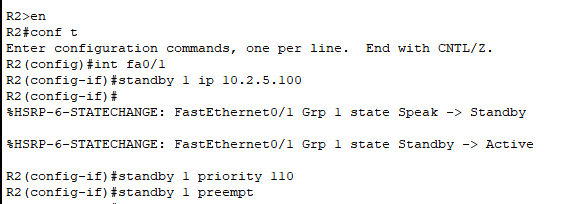 R2>en
R2#conf t
Enter configuration commands, one per line.  End with CNTL/Z.
R2(config)#int fa0/1
R2(config-if)#standby 1 ip 10.2.5.100
R2(config-if)#
%HSRP-6-STATECHANGE: FastEthernet0/1 Grp 1 state Speak -> Standby
%HSRP-6-STATECHANGE: FastEthernet0/1 Grp 1 state Standby -> Active
R2(config-if)#standby 1 priority 110
R2(config-if)#standby 1 preempt